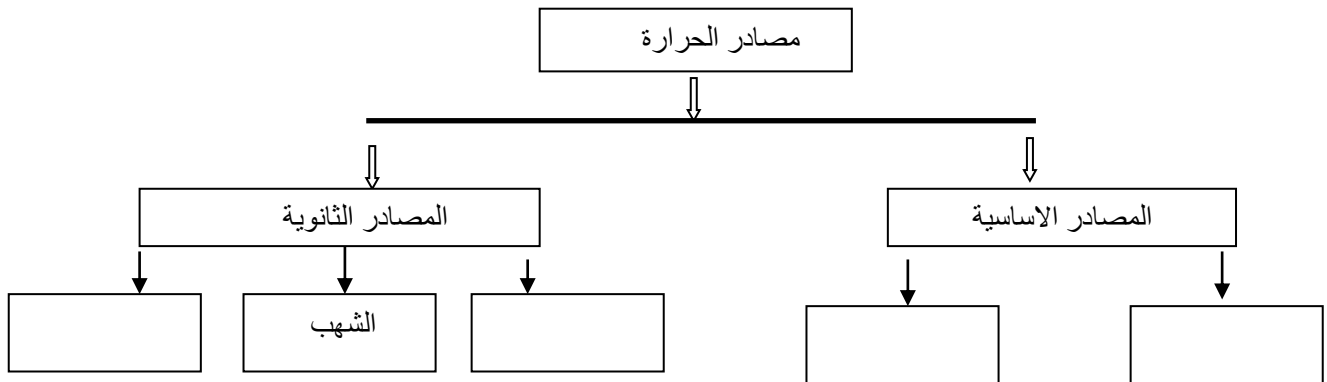 مصادر الحرارة
المصادر الاساسية
المصادر الثانوية
الشهب